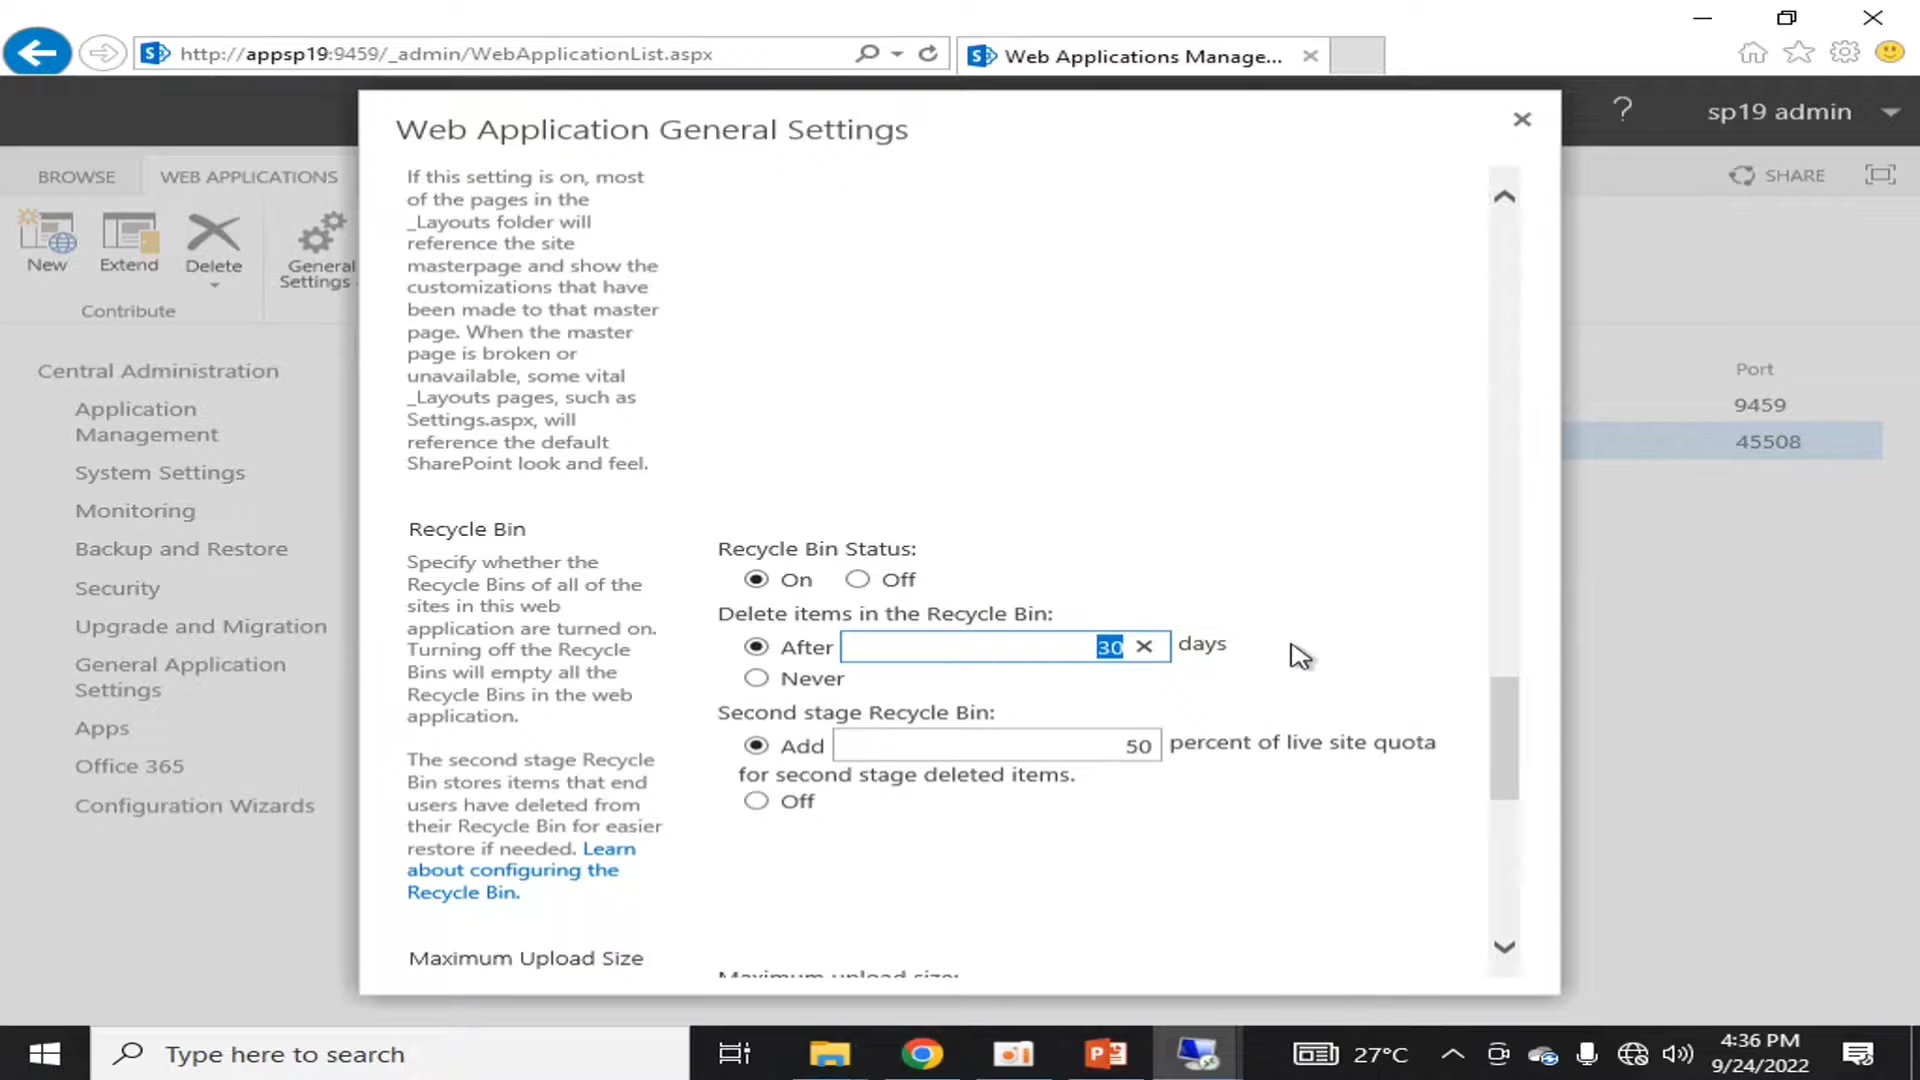 http://appsp19:9459/_admin/WebApplicationList.aspx
Web Applications Manage...
Web Application General Settings
?
sp19 admin
BROWSE
WEB APPLICATIONS
SHARE
New
Extend
Delete
General
Settings
Contribute
Central Administration
Application
Management
System Settings
Monitoring
Backup and Restore
Security
Upgrade and Migration
General Application
Settings
Apps
Office 365
Configuration Wizards
If this setting is on, most
of the pages in the
_Layouts folder will
reference the site
masterpage and show the
customizations that have
been made to that master
page. When the master
page is broken or
unavailable, some vital
_Layouts pages, such as
Settings.aspx, will
reference the default
SharePoint look and feel.
Recycle Bin
Specify whether the
Recycle Bins of all of the
sites in this web
application are turned on.
Turning off the Recycle
Bins will empty all the
Recycle Bins in the web
application.
The second stage Recycle
Bin stores items that end
users have deleted from
their Recycle Bin for easier
restore if needed. Learn
about configuring the
Recycle Bin.
Recycle Bin Status:
On Off
Delete items in the Recycle Bin:
After 30 days
Never
Second stage Recycle Bin:
Add 50 percent of live site quota
for second stage deleted items.
Off
Maximum Upload Size
Maximum upload size:
Port
9459
45508
Type here to search
27°C
4:36 PM
9/24/2022